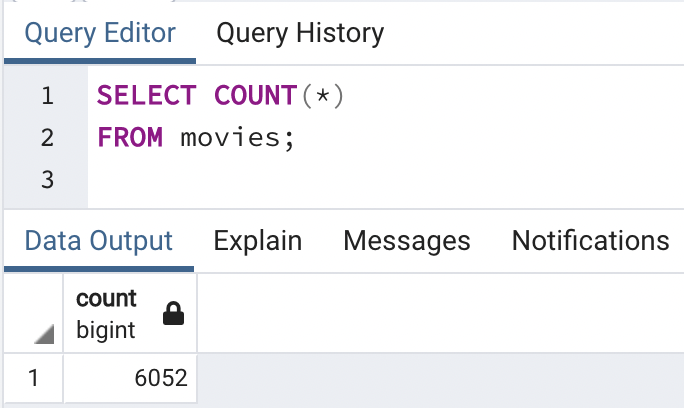 Query Editor Query History
1 SELECT COUNT(*)
2 FROM movies;
3
Data Output Explain Messages Notifications
count
bigint
1 6052